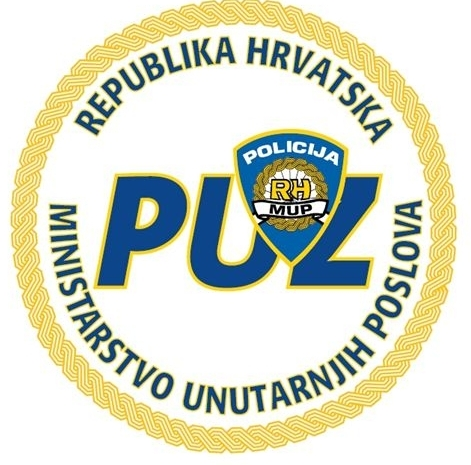 REPUBLIKA HRVATSKA
PUZ
POLICIJA
RH
MUP
MINISTARSTVO UNUTARNJIH POSLOVA